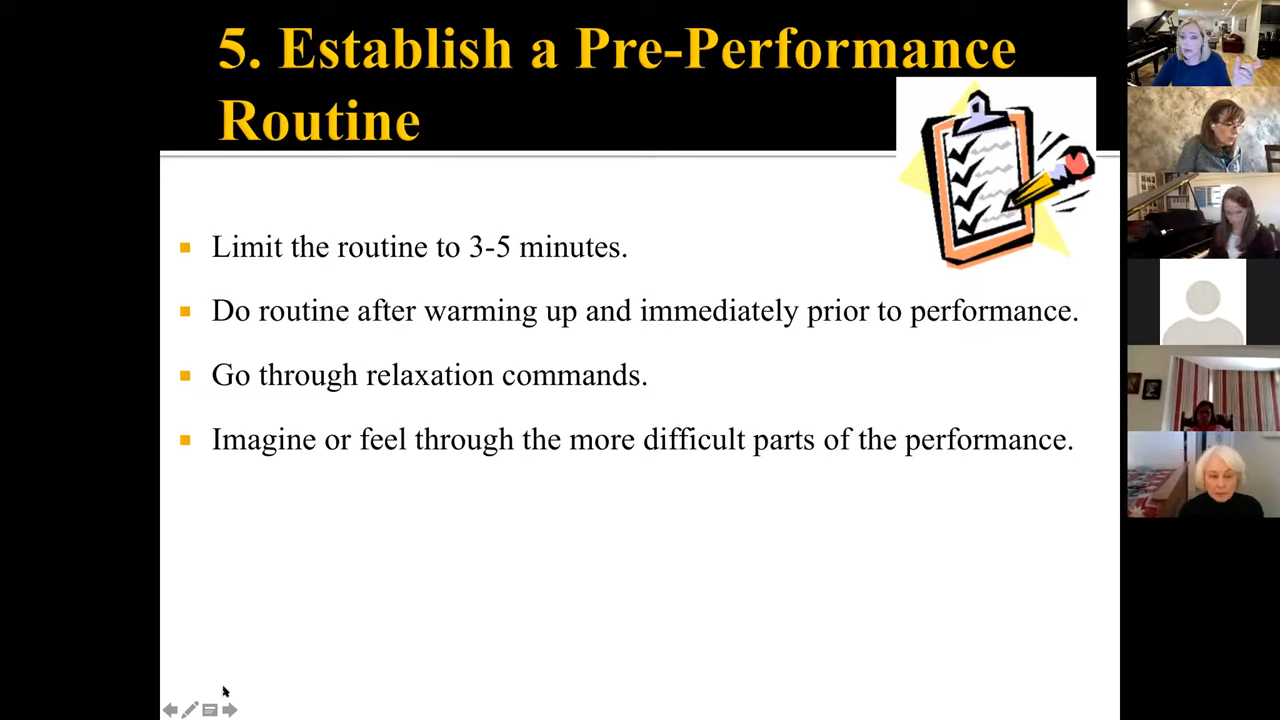 5. Establish a Pre-Performance
Routine
Limit the routine to 3-5 minutes.
Do routine after warming up and immediately prior to performance.
Go through relaxation commands.
Imagine or feel through the more difficult parts of the performance.